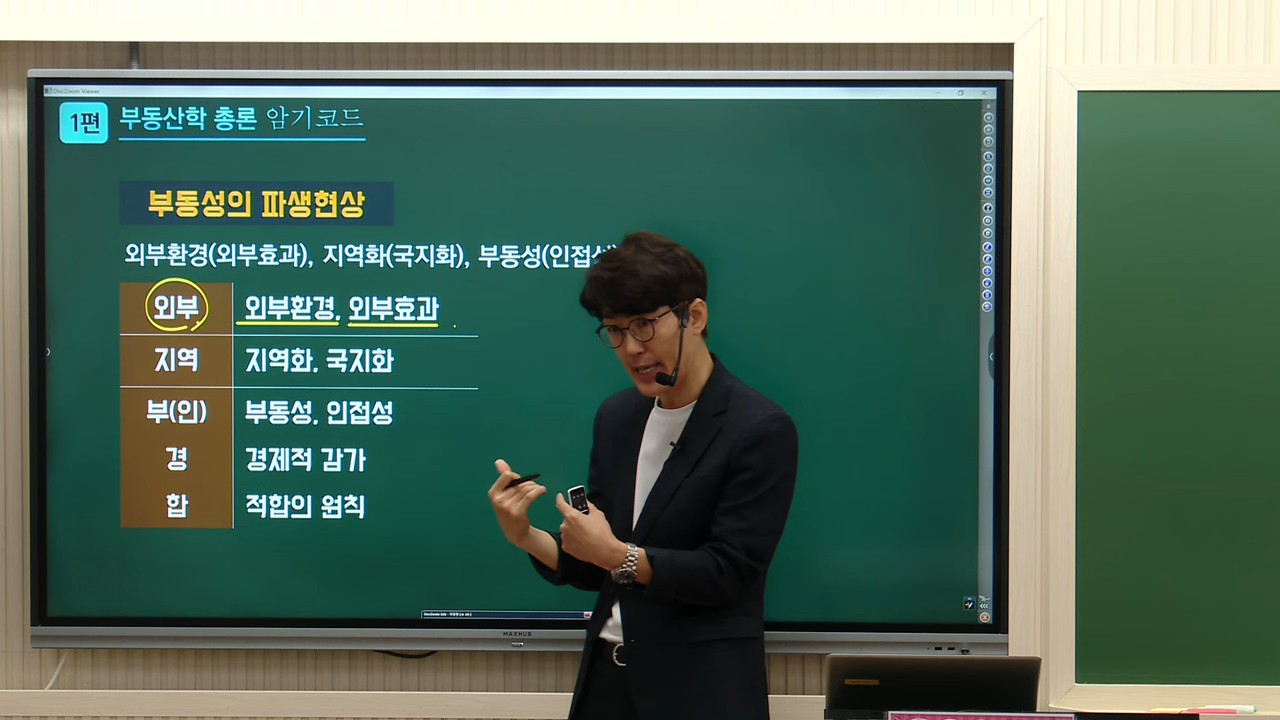 DocZoom Viewer
1편 부동산학 총론 암기코드
부동성의 파생현상
외부환경(외부효과), 지역화(국지화), 부동성(인접성)
외부 외부환경, 외부효과
지역 지역화, 국지화
부(인) 부동성, 인접성
경 경제적 감가
합 적합의 원칙
MAXHUB